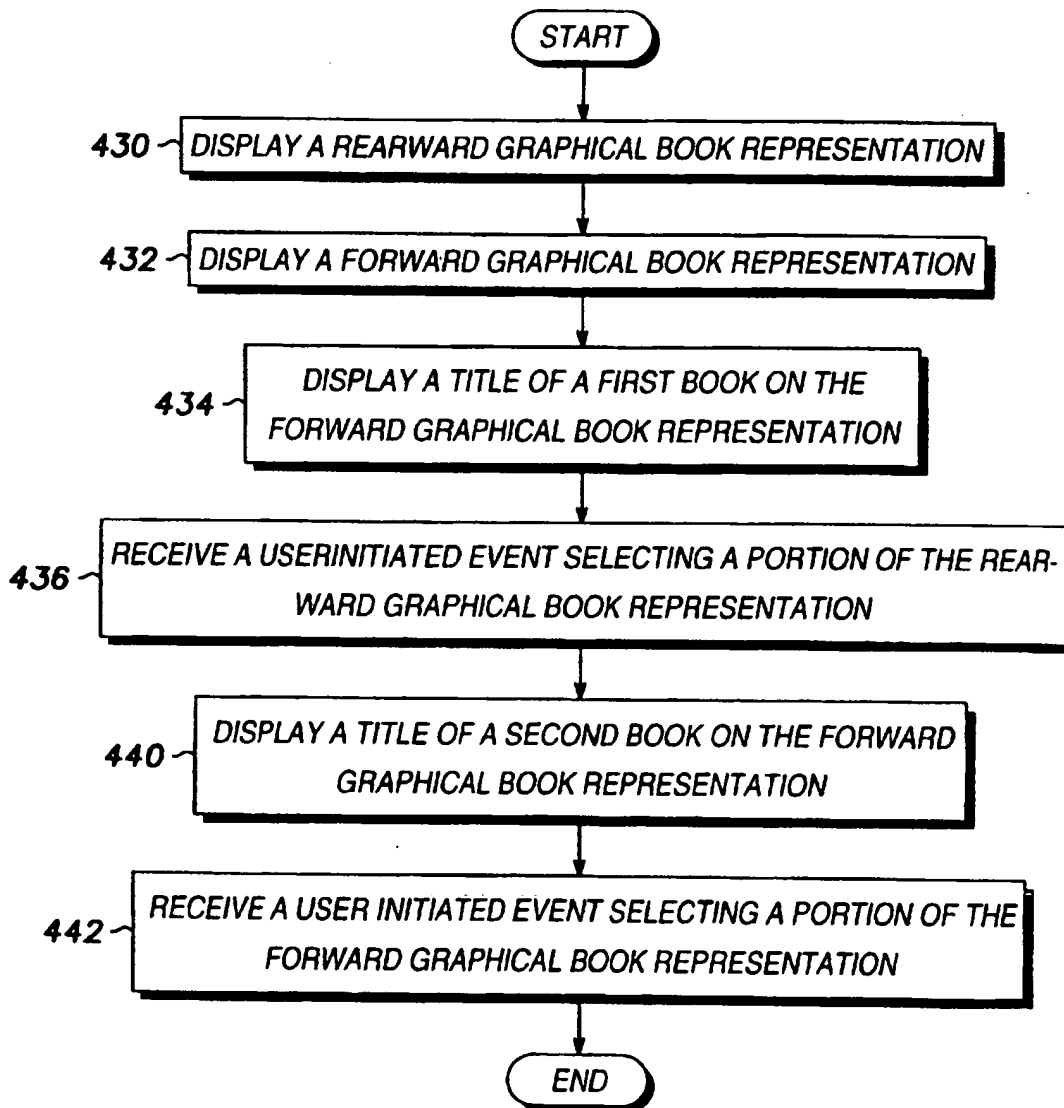 START
430 DISPLAY A REARWARD GRAPHICAL BOOK REPRESENTATION
432 DISPLAY A FORWARD GRAPHICAL BOOK REPRESENTATION
DISPLAY A TITLE OF A FIRST BOOK ON THE
434 FORWARD GRAPHICAL BOOK REPRESENTATION
RECEIVE A USERINITIATED EVENT SELECTING A PORTION OF THE REAR-
436 WARD GRAPHICAL BOOK REPRESENTATION
DISPLAY A TITLE OF A SECOND BOOK ON THE FORWARD
440 GRAPHICAL BOOK REPRESENTATION
RECEIVE A USER INITIATED EVENT SELECTING A PORTION OF THE
442 FORWARD GRAPHICAL BOOK REPRESENTATION
END